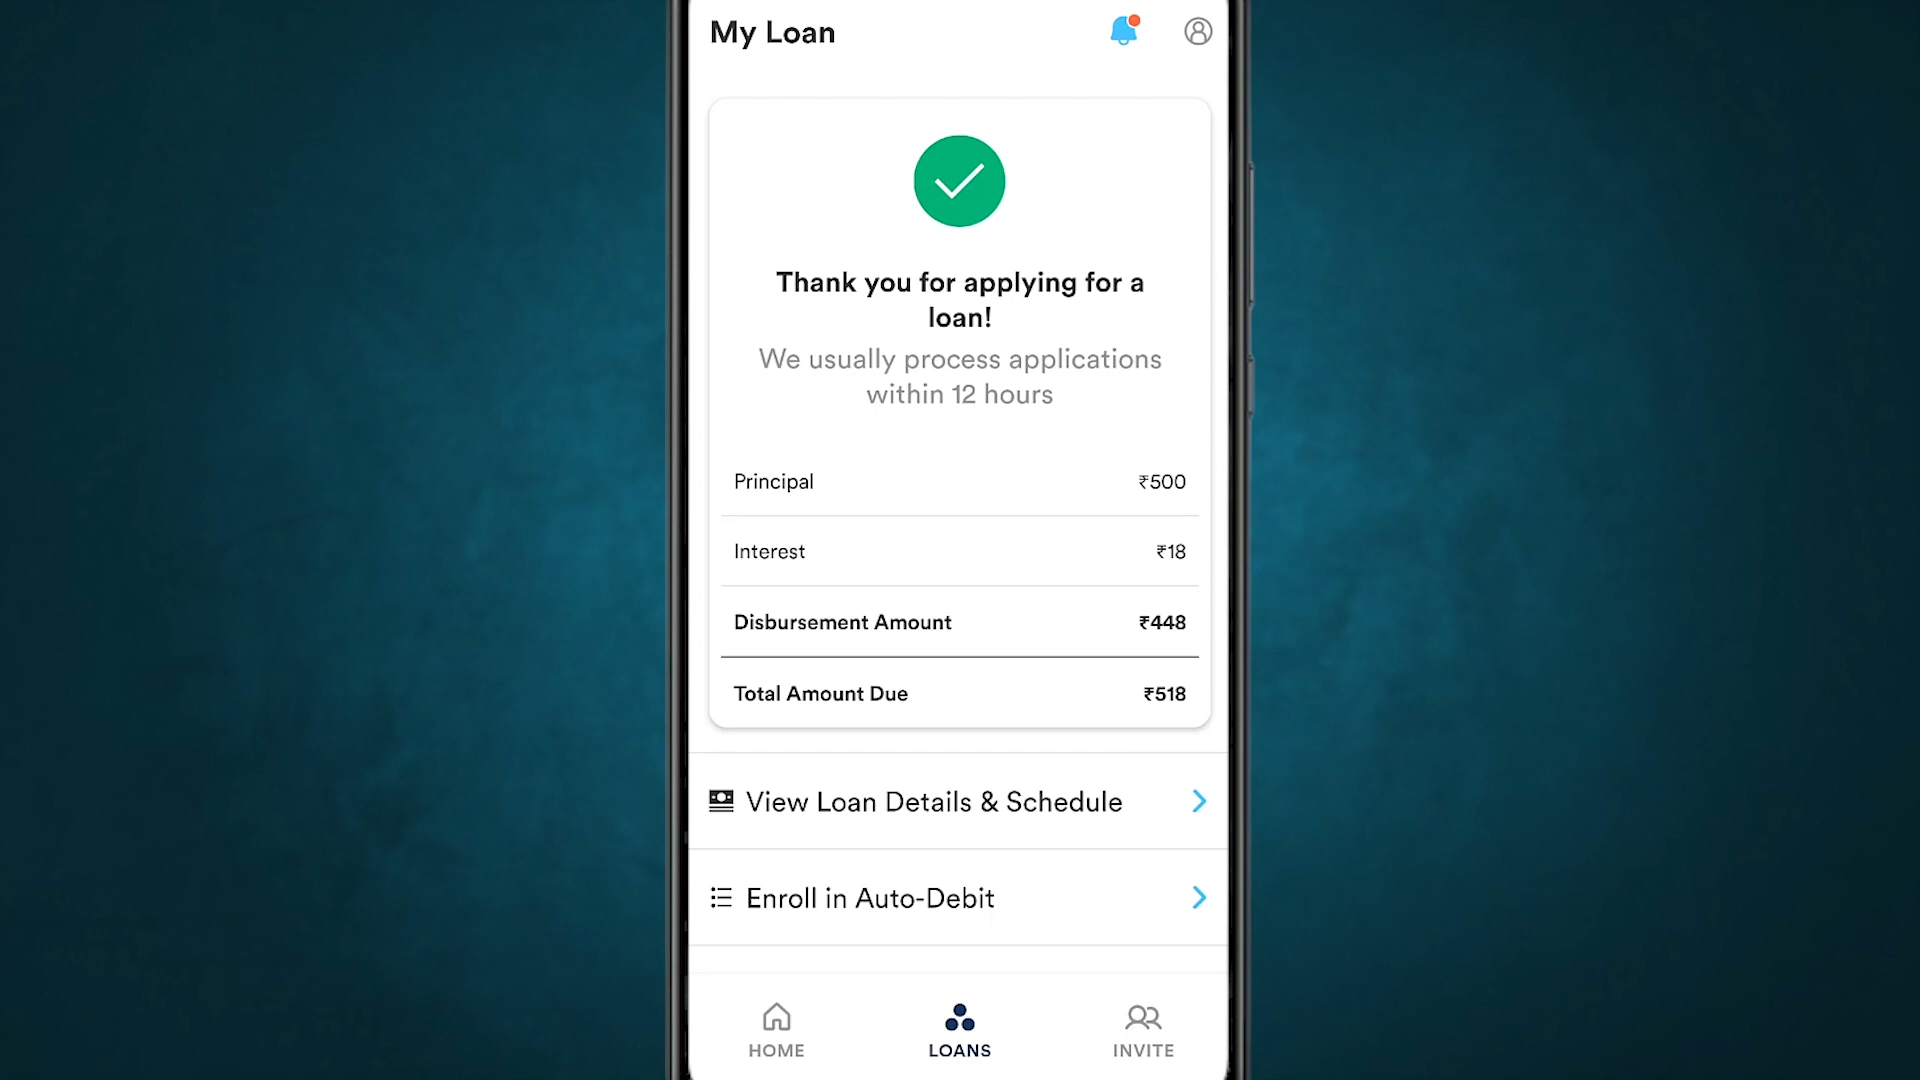 My Loan
Thank you for applying for a
loan!
We usually process applications
within 12 hours
Principal ₹500
Interest ₹18
Disbursement Amount ₹448
Total Amount Due ₹518
View Loan Details & Schedule
Enroll in Auto-Debit
HOME LOANS INVITE